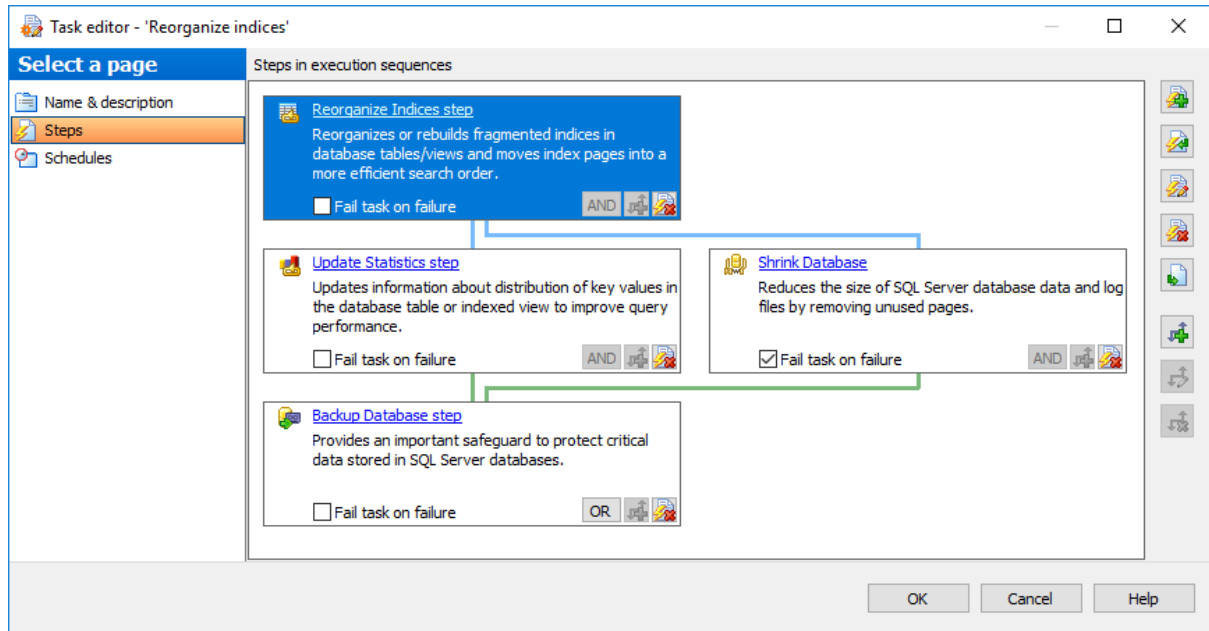 Task editor - 'Reorganize indices'
Select a page
Name & description
Steps
Schedules
Steps in execution sequences
Reorganize Indices step
Reorganizes or rebuilds fragmented indices in
database tables/views and moves index pages into a
more efficient search order.
Fail task on failure
AND
Update Statistics step
Updates information about distribution of key values in
the database table or indexed view to improve query
performance.
Fail task on failure
AND
Shrink Database
Reduces the size of SQL Server database data and log
files by removing unused pages.
Fail task on failure
AND
Backup Database step
Provides an important safeguard to protect critical
data stored in SQL Server databases.
Fail task on failure
OR
OK
Cancel
Help